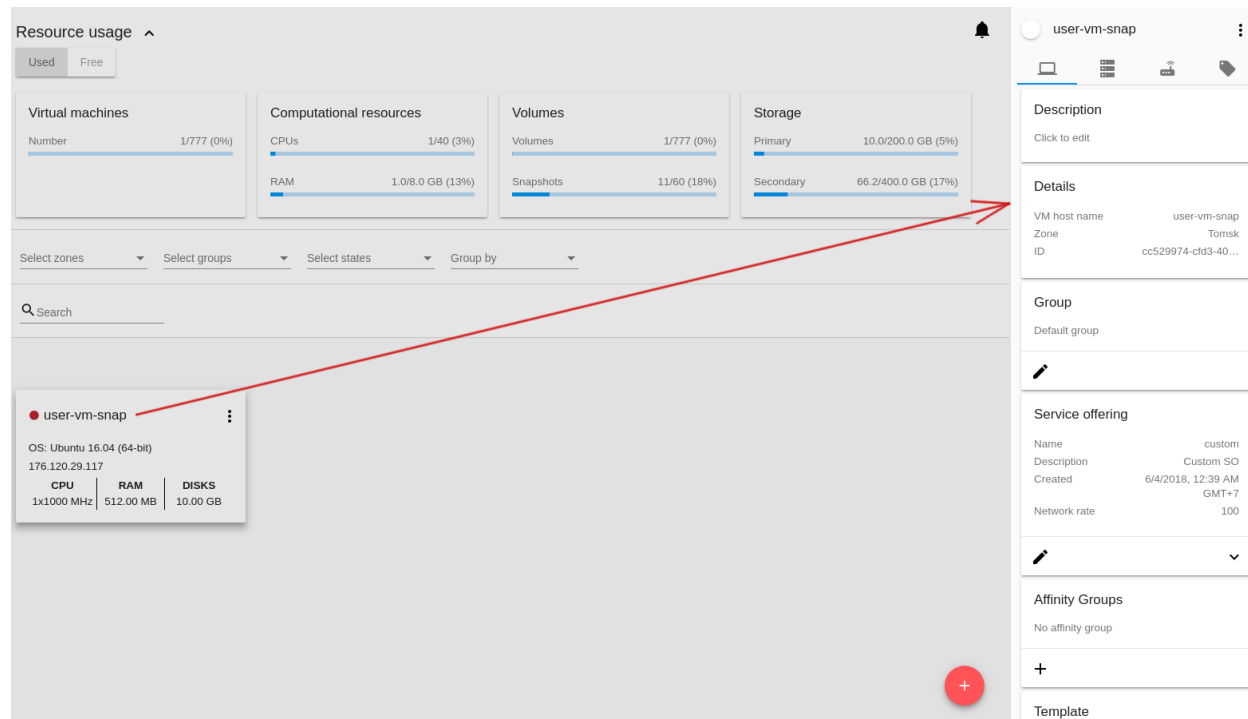 Resource usage
Used Free
Virtual machines
Number 1/777 (0%)
Computational resources
CPUs 1/40 (3%)
RAM 1.0/8.0 GB (13%)
Volumes
Volumes 1/777 (0%)
Snapshots 11/60 (18%)
Storage
Primary 10.0/200.0 GB (5%)
Secondary 66.2/400.0 GB (17%)
Select zones Select groups Select states Group by
Search
user-vm-snap
OS: Ubuntu 16.04 (64-bit)
176.120.29.117
CPU RAM DISKS
1x1000 MHz 512.00 MB 10.00 GB
user-vm-snap
Description
Click to edit
Details
VM host name user-vm-snap
Zone Tomsk
ID cc529974-cfd3-40...
Group
Default group
Service offering
Name custom
Description Custom SO
Created 6/4/2018, 12:39 AM
GMT+7
Network rate 100
Affinity Groups
No affinity group
Template